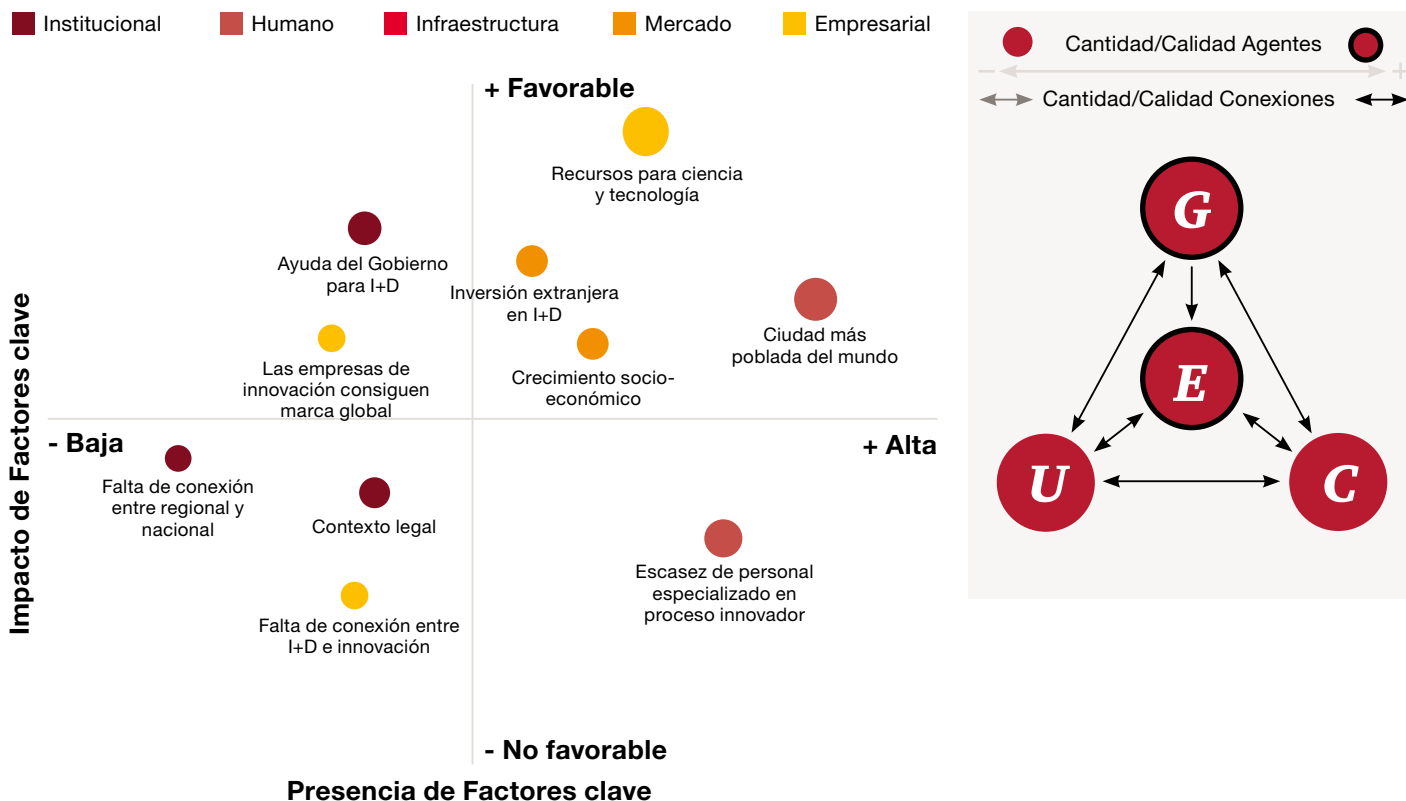 Institucional
Humano
Infraestructura
Mercado
Empresarial
+ Favorable
Recursos para ciencia
y tecnología
Ayuda del Gobierno
para I+D
Inversión extranjera
en I+D
Ciudad más
poblada del mundo
Las empresas de
innovación consiguen
marca global
Crecimiento socio-
económico
- Baja
+ Alta
Falta de conexión
entre regional y
nacional
Contexto legal
Escasez de personal
especializado en
proceso innovador
Falta de conexión entre
I+D e innovación
- No favorable
Impacto de Factores clave
Presencia de Factores clave
Cantidad/Calidad Agentes
- +
Cantidad/Calidad Conexiones
G
E
U
C